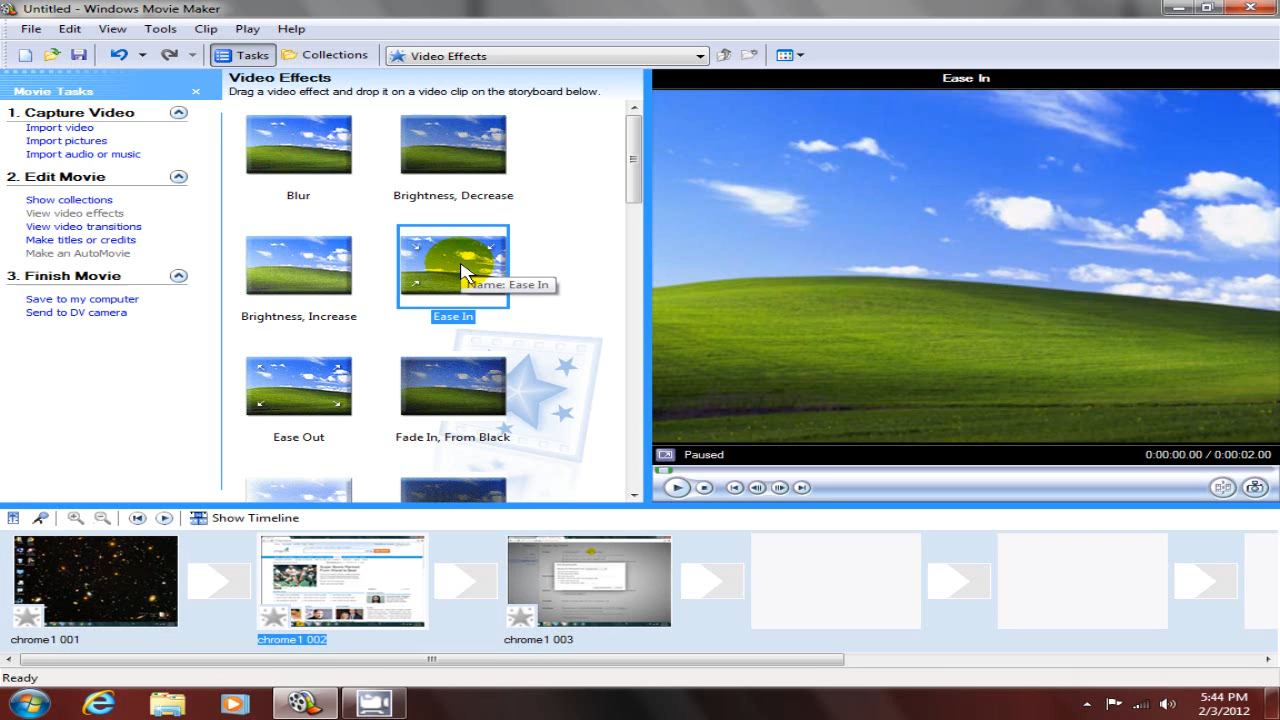 Untitled - Windows Movie Maker
File Edit View Tools Clip Play Help
Tasks Collections Video Effects
Movie Tasks
1. Capture Video
Import video
Import pictures
Import audio or music
2. Edit Movie
Show collections
View video effects
View video transitions
Make titles or credits
Make an AutoMovie
3. Finish Movie
Save to my computer
Send to DV camera
Video Effects
Drag a video effect and drop it on a video clip on the storyboard below.
Blur
Brightness, Decrease
Brightness, Increase
Name: Ease In
Ease In
Ease Out
Fade In, From Black
Ease In
Paused
0:00:00.00 / 0:00:02.00
Show Timeline
chrome1 001
chrome1 002
chrome1 003
Ready
5:44 PM
2/3/2012